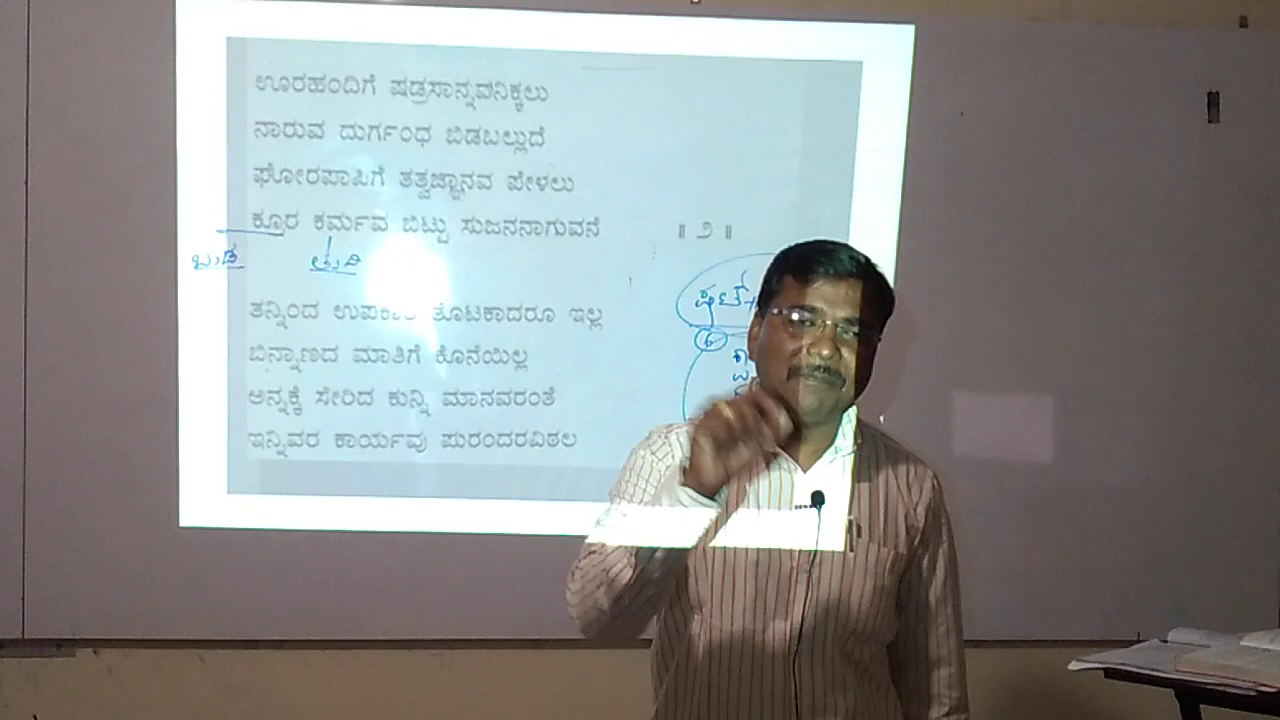 ಊರಹಂದಿಗೆ ಷಡ್ರಸಾನ್ನವನಿಕ್ಕಲು
ನಾರುವ ದುರ್ಗಂಧ ಬಿಡಬಲ್ಲುದೆ
ಘೋರಪಾಪಿಗೆ ತತ್ವಜ್ಞಾನವ ಪೇಳಲು
ಕ್ರೂರ ಕರ್ಮವ ಬಿಟ್ಟು ಸುಜನನಾಗುವನೆ ॥ ೨ ॥
ತನ್ನಿಂದ ಉಪಕಾರ ತೊಟಕಾದರೂ ಇಲ್ಲ
ಬಿನ್ನಾಣದ ಮಾತಿಗೆ ಕೊನೆಯಿಲ್ಲ
ಅನ್ನಕ್ಕೆ ಸೇರಿದ ಕುನ್ನಿ ಮಾನವರಂತೆ
ಇನ್ನಿವರ ಕಾರ್ಯವು ಪುರಂದರವಿಠಲ
ಷಟ್+